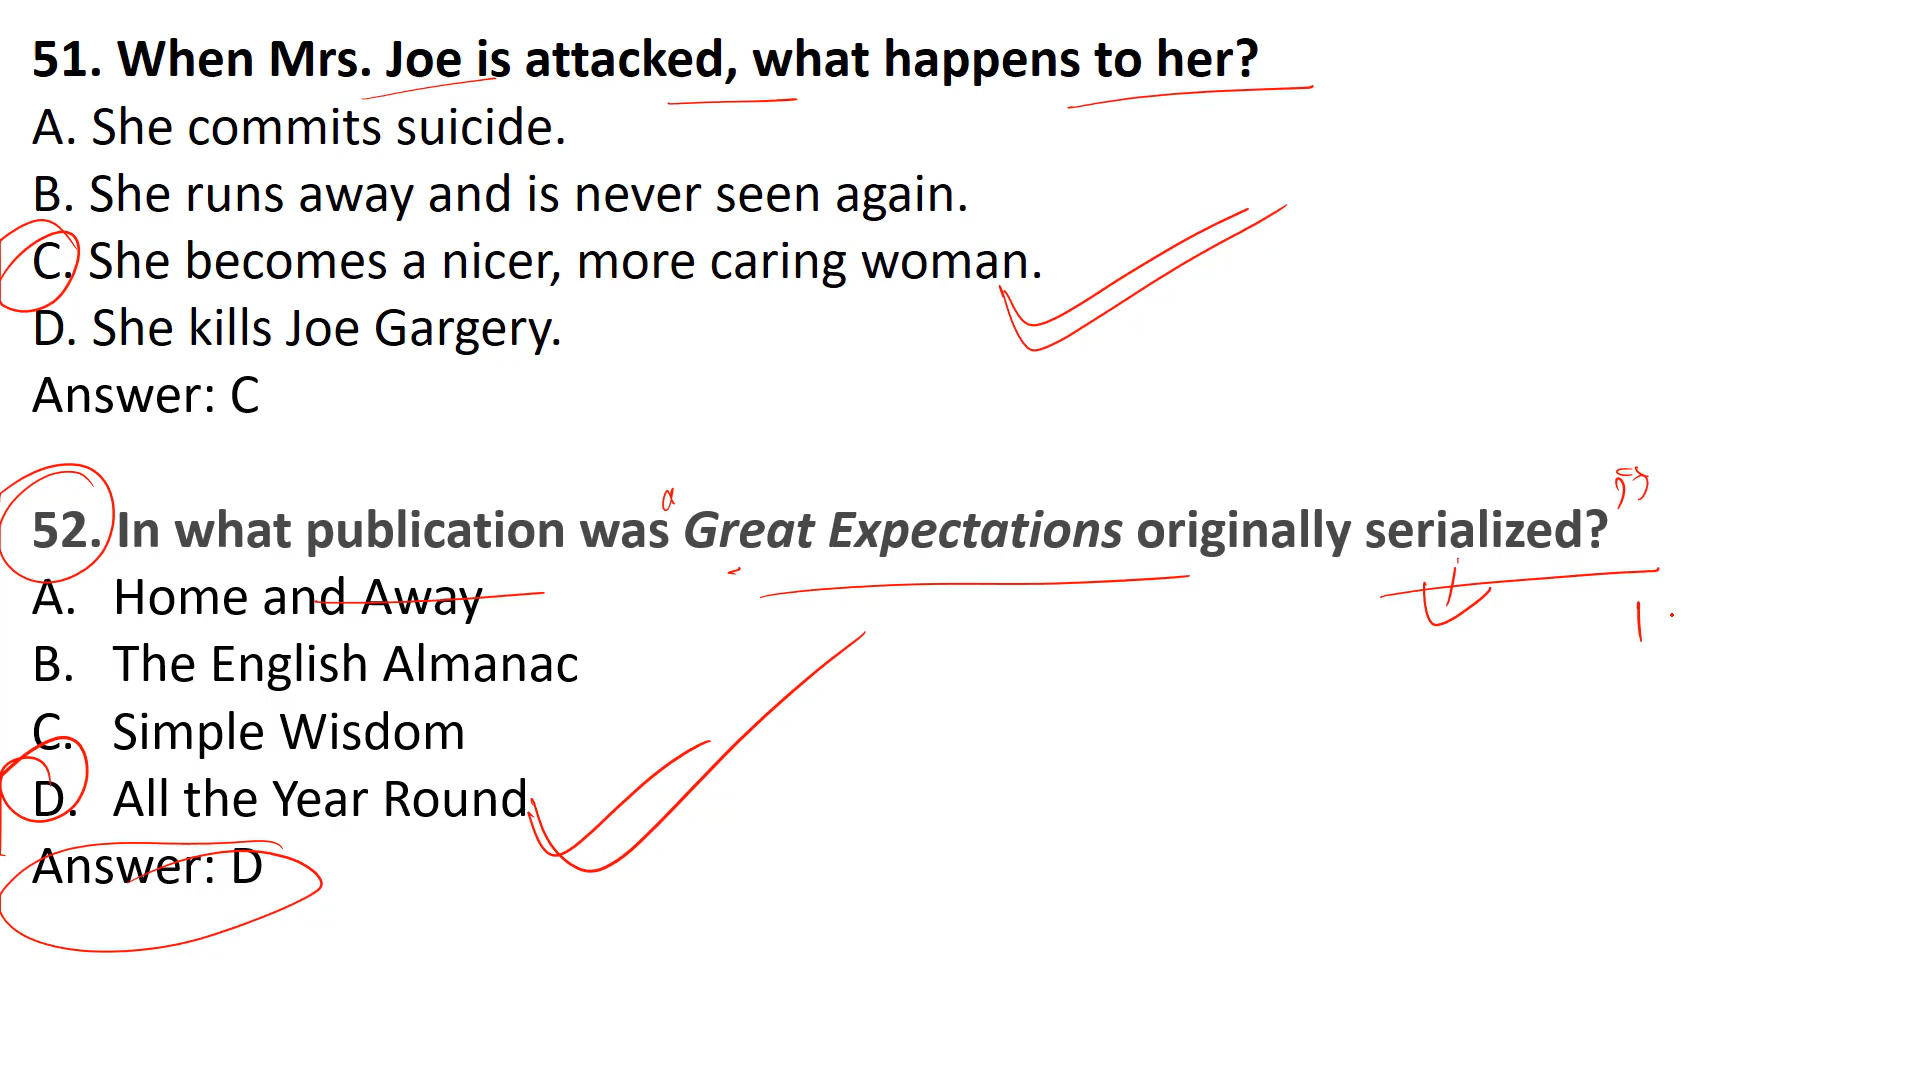 51. When Mrs. Joe is attacked, what happens to her?
A. She commits suicide.
B. She runs away and is never seen again.
C. She becomes a nicer, more caring woman.
D. She kills Joe Gargery.
Answer: C
52. In what publication was Great Expectations originally serialized?
A. Home and Away
B. The English Almanac
C. Simple Wisdom
D. All the Year Round
Answer: D